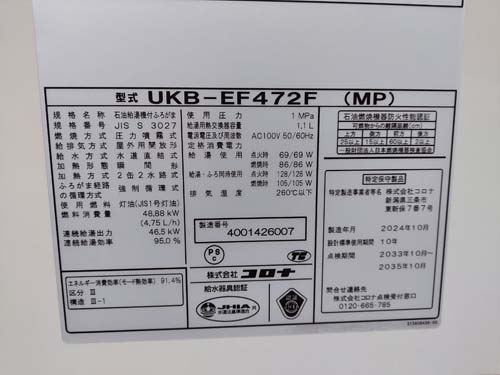 型式 UKB-EF472F (MP)
規格名 石油給湯機付ふろがま
規格番号 JIS S 3027
燃焼方式 圧力噴霧式
給排気方式 屋外用開放形
給水方式 水道直結式
加熱形態 瞬間形
加熱方式 2缶2水路式
ふろがま経路の循環方式 強制循環式
使用燃料 灯油(JIS1号灯油)
燃料消費量 48.88kW
(4.75L/h)
連続給湯出力 46.5kW
連続給湯効率 95.0%
エネルギー消費効率(モード熱効率) 91.4%
区分 Ⅲ
構造 Ⅲ-1
使用圧力 1 MPa
給湯用熱交換器容量 1.1L
電源電圧及び周波数 AC100V 50/60Hz
定格消費電力
給湯使用 点火時 69/69W
燃焼時 86/86W
給湯・ふろ同時使用 点火時 128/128W
燃焼時 105/105W
排気温度 260℃以下
製造番号 4001426007
PS
C
株式会社 コロナ
給水器具認証
JHIA
石油燃焼機器防火性能認証
可燃物からの離隔距離(cm)
上方 側方 前方 後方
25以上 15以上 60以上 2以上
一般財団法人日本燃焼機器検査協会
特定保守製品
特定製造事業者等名 株式会社コロナ
新潟県三条市
東新保7番7号
製造年月 2024年10月
設計標準使用期間 10年
点検期間 2033年10月〜
2035年10月
問合せ連絡先
株式会社コロナ点検受付窓口
0120-665-785